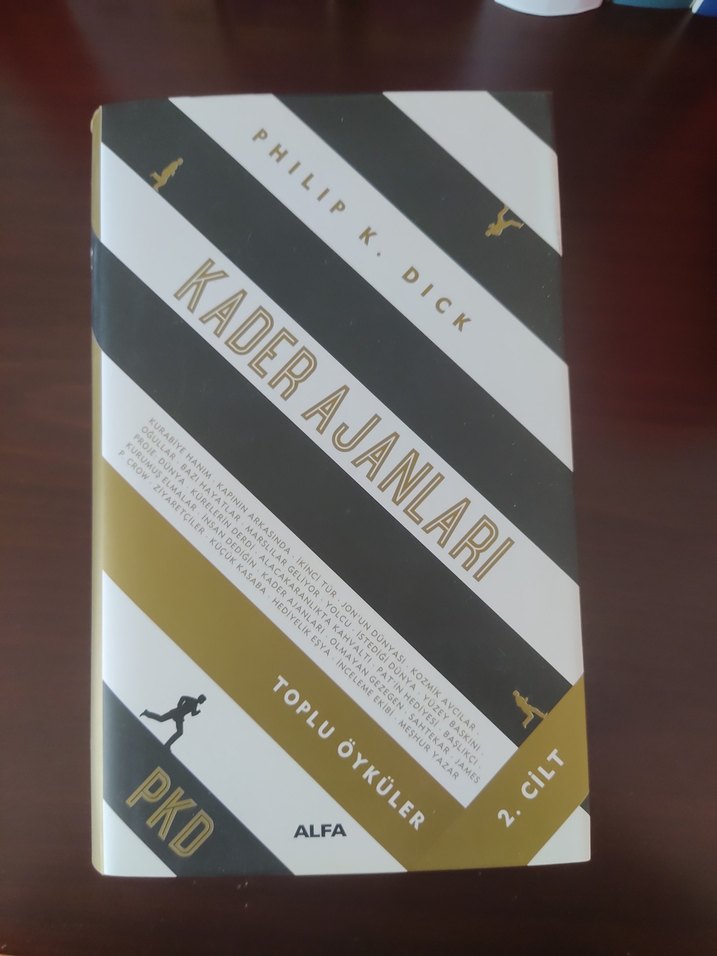 PHILIP K. DICK
KADER AJANLARI
KURABİYE HANIM · KAPININ ARKASINDA · İKİNCİ TÜR · JON'UN DÜNYASI · KOZMİK AVCILAR ·
OĞULLAR · BAZI HAYATLAR · MARSLILAR GELİYOR · YOLCU · İSTEDİĞİ DÜNYA · YÜZEY BASKINI ·
PROJE: DÜNYA · KÜRELERİN DERDİ · ALACAKARANLIKTA KAHVALTI · PAT'İN HEDİYESİ · BAŞLIKÇI ·
KURUMUŞ ELMALAR · İNSAN DEDİĞİN · KADER AJANLARI · OLMAYAN GEZEGEN · SAHTEKAR · JAMES
P. CROW · ZİYARETÇİLER · KÜÇÜK KASABA · HEDİYELİK EŞYA · İNCELEME EKİBİ · MEŞHUR YAZAR
TOPLU ÖYKÜLER
2. CİLT
PKD
ALFA